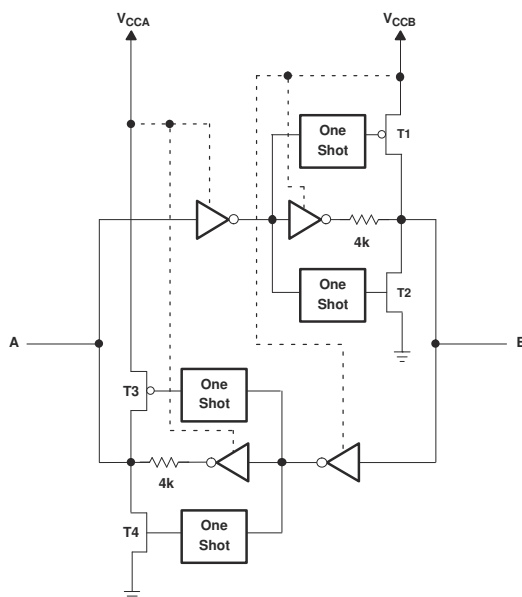 VCCA
VCCB
One
Shot
T1
4k
One
Shot
T2
A
B
T3
One
Shot
4k
T4
One
Shot